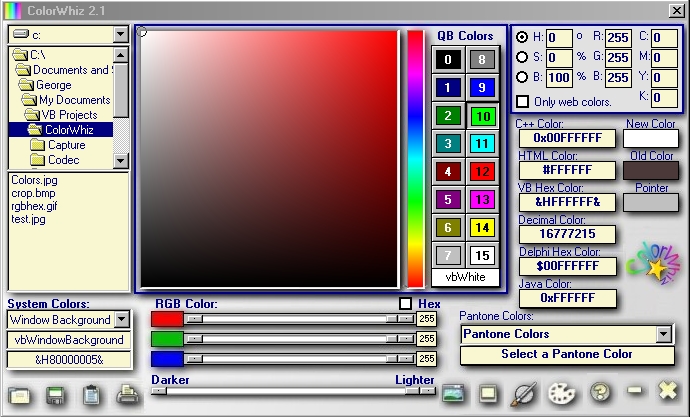 ColorWhiz 2.1
c:
C:\
Documents and
George
My Documents
VB Projects
ColorWhiz
Capture
Codec
Colors.jpg
crop.bmp
rgbhex.gif
test.jpg
QB Colors
0 8
1 9
2 10
3 11
4 12
5 13
6 14
7 15
vbWhite
H: 0 o R: 255 C: 0
S: 0 % G: 255 M: 0
B: 100 % B: 255 Y: 0
Only web colors. K: 0
C++ Color: New Color
0x00FFFFFF
HTML Color: Old Color
#FFFFFF
VB Hex Color: Pointer
&HFFFFFF&
Decimal Color:
16777215
Delphi Hex Color:
$00FFFFFF
Java Color:
0xFFFFFF
ColorWhiz
System Colors:
Window Background
vbWindowBackground
&H80000005&
RGB Color: Hex
255
255
255
Darker Lighter
Pantone Colors:
Pantone Colors
Select a Pantone Color